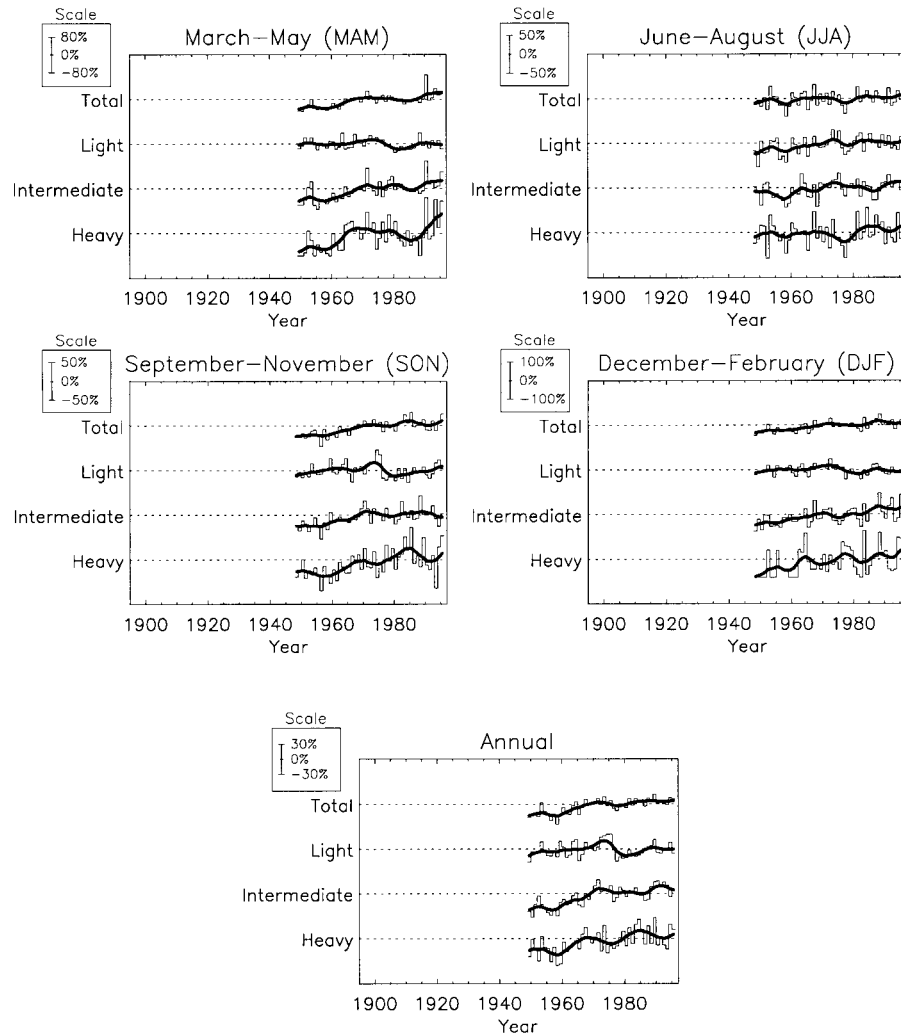 Scale
80%
0%
-80%
March-May (MAM)
Total
Light
Intermediate
Heavy
1900 1920 1940 1960 1980
Year
Scale
50%
0%
-50%
June-August (JJA)
Total
Light
Intermediate
Heavy
1900 1920 1940 1960 1980
Year
Scale
50%
0%
-50%
September-November (SON)
Total
Light
Intermediate
Heavy
1900 1920 1940 1960 1980
Year
Scale
100%
0%
-100%
December-February (DJF)
Total
Light
Intermediate
Heavy
1900 1920 1940 1960 1980
Year
Scale
30%
0%
-30%
Annual
Total
Light
Intermediate
Heavy
1900 1920 1940 1960 1980
Year